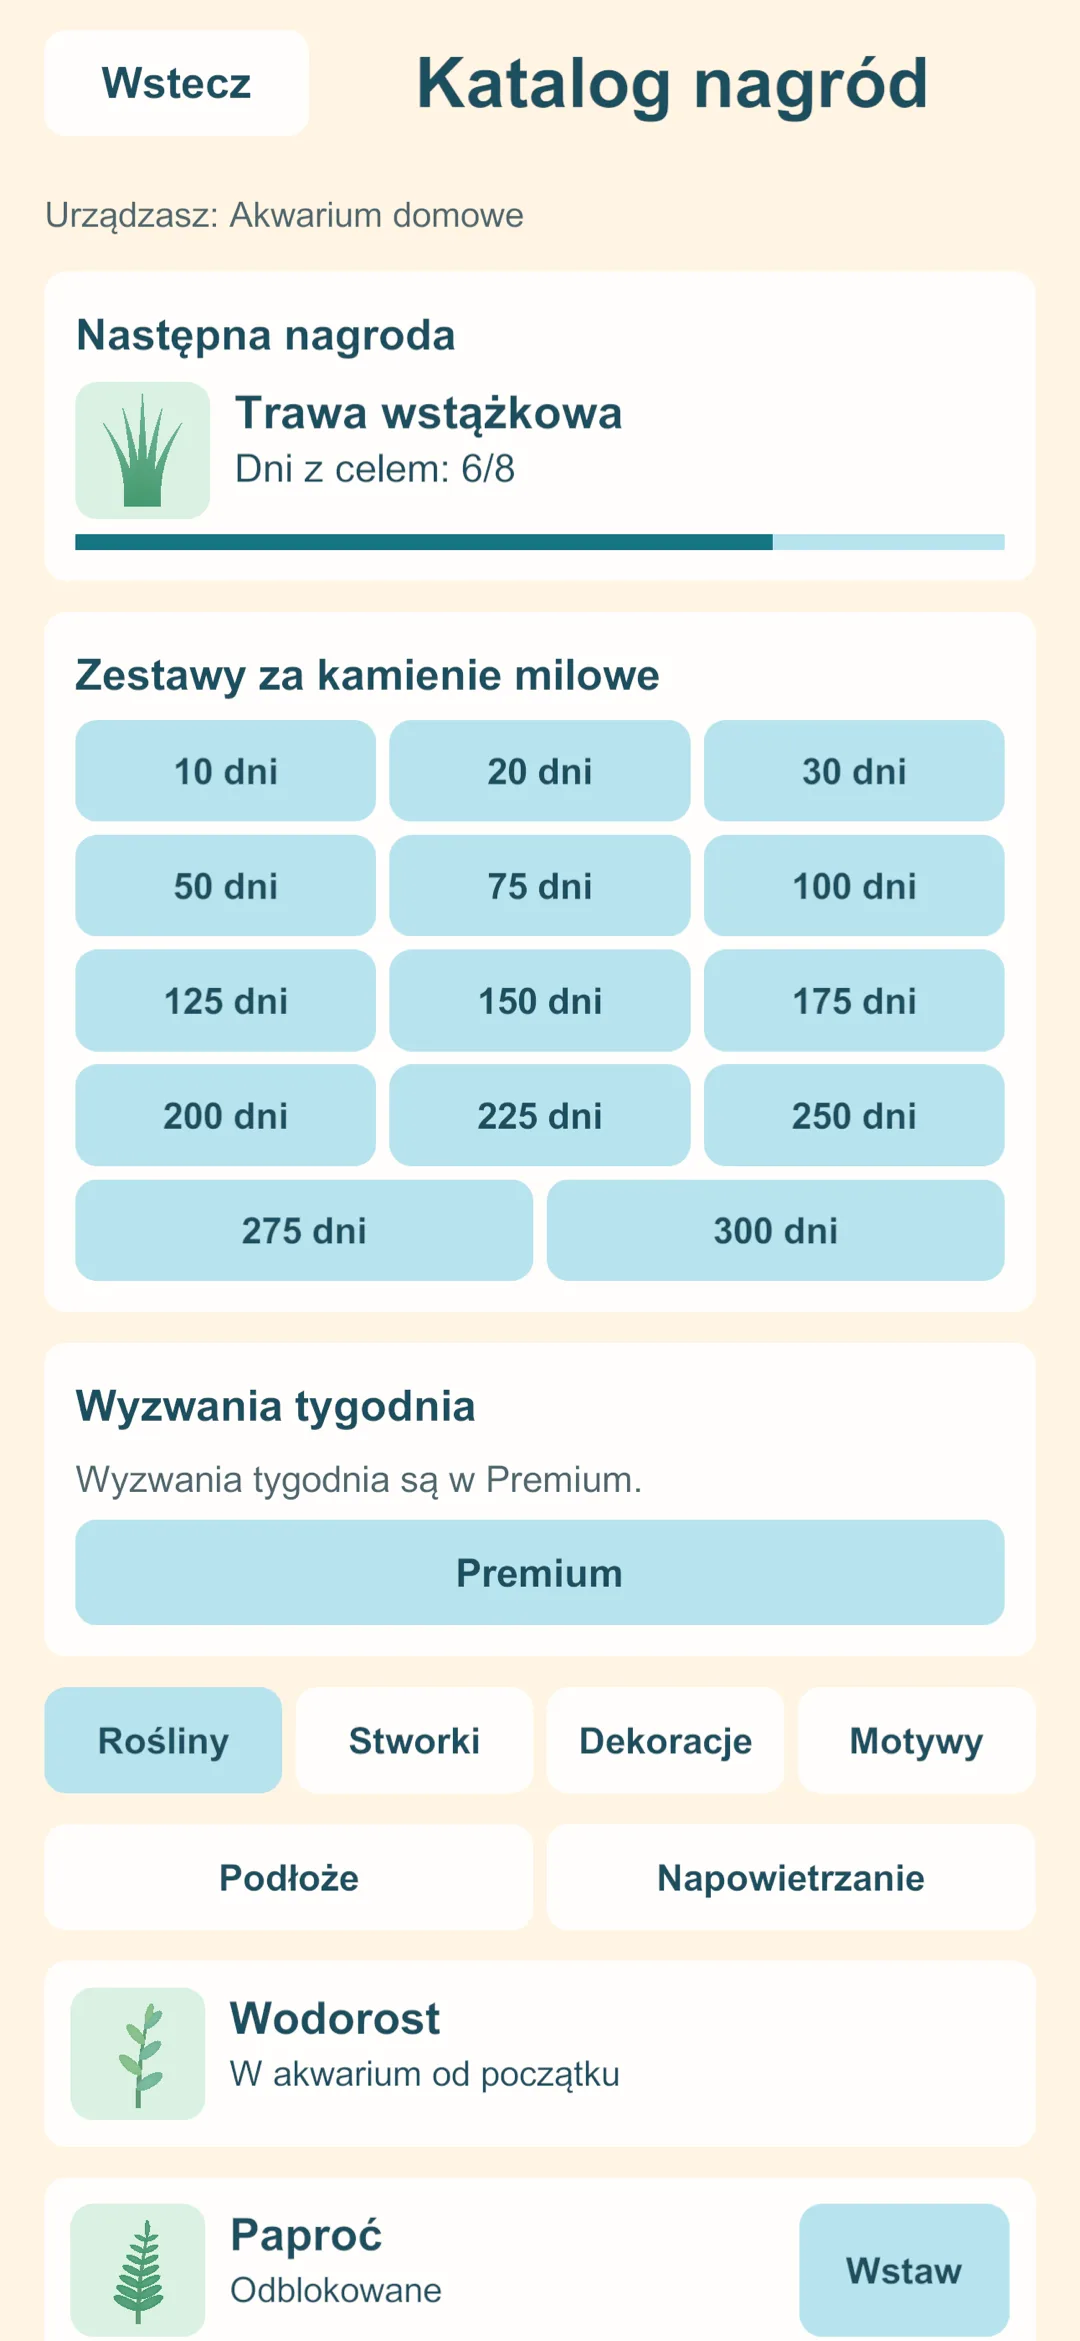 Wstecz
Katalog nagród
Urządzasz: Akwarium domowe
Następna nagroda
Trawa wstążkowa
Dni z celem: 6/8
Zestawy za kamienie milowe
10 dni
20 dni
30 dni
50 dni
75 dni
100 dni
125 dni
150 dni
175 dni
200 dni
225 dni
250 dni
275 dni
300 dni
Wyzwania tygodnia
Wyzwania tygodnia są w Premium.
Premium
Rośliny
Stworki
Dekoracje
Motywy
Podłoże
Napowietrzanie
Wodorost
W akwarium od początku
Paproć
Odblokowane
Wstaw